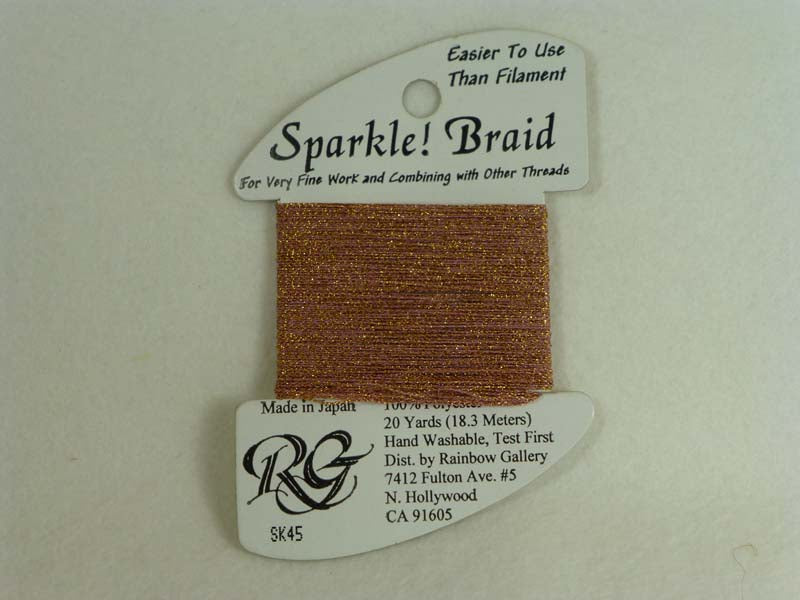 Easier To Use
Than Filament
Sparkle! Braid
For Very Fine Work and Combining with Other Threads
Made in Japan
100% Polyester
20 Yards (18.3 Meters)
Hand Washable, Test First
Dist. by Rainbow Gallery
7412 Fulton Ave. #5
N. Hollywood
CA 91605
RG
SK45